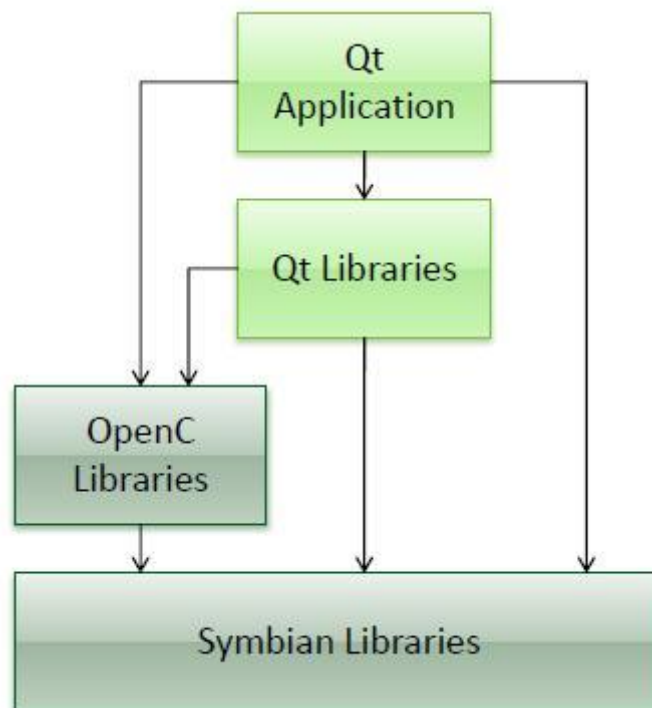 Qt
Application
Qt Libraries
OpenC
Libraries
Symbian Libraries